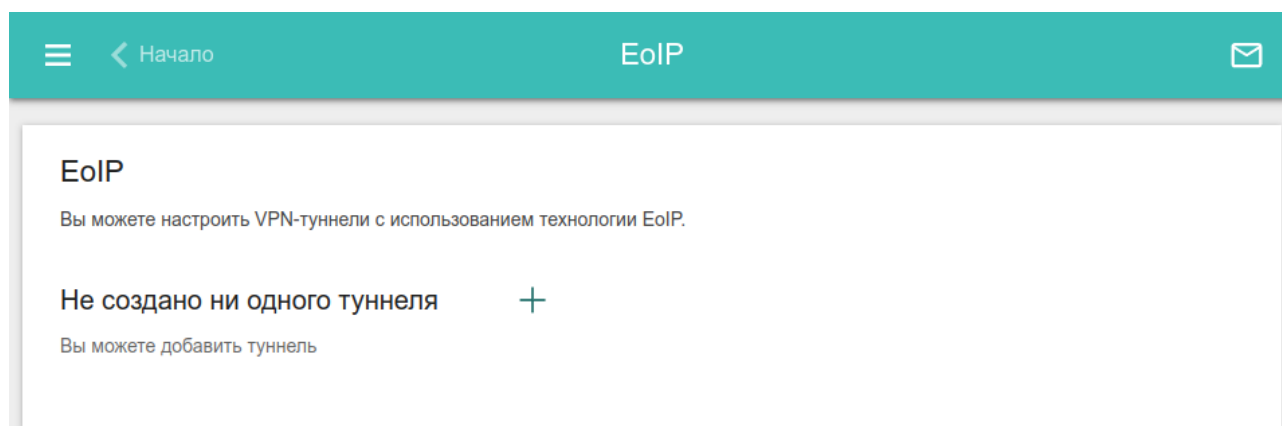 Начало
EoIP
EoIP
Вы можете настроить VPN-туннели с использованием технологии EoIP.
Не создано ни одного туннеля
Вы можете добавить туннель